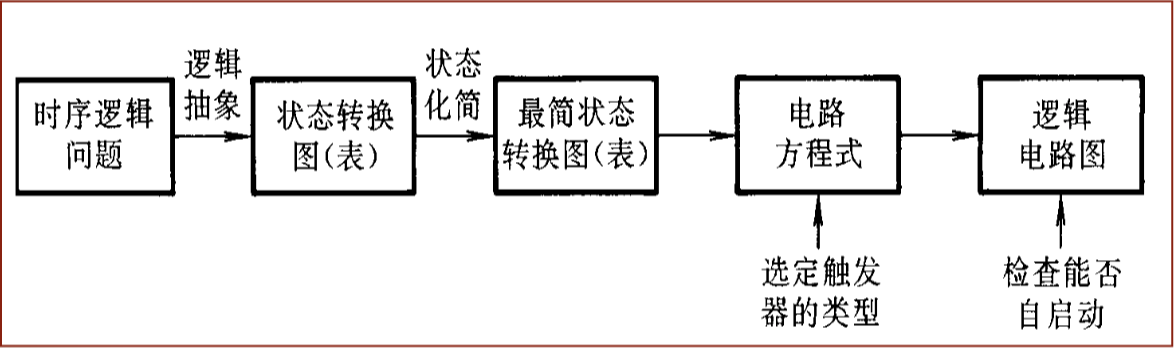 时序逻辑
问题
逻辑
抽象
状态转换
图(表)
状态
化简
最简状态
转换图(表)
电路
方程式
选定触发
器的类型
逻辑
电路图
检查能否
自启动